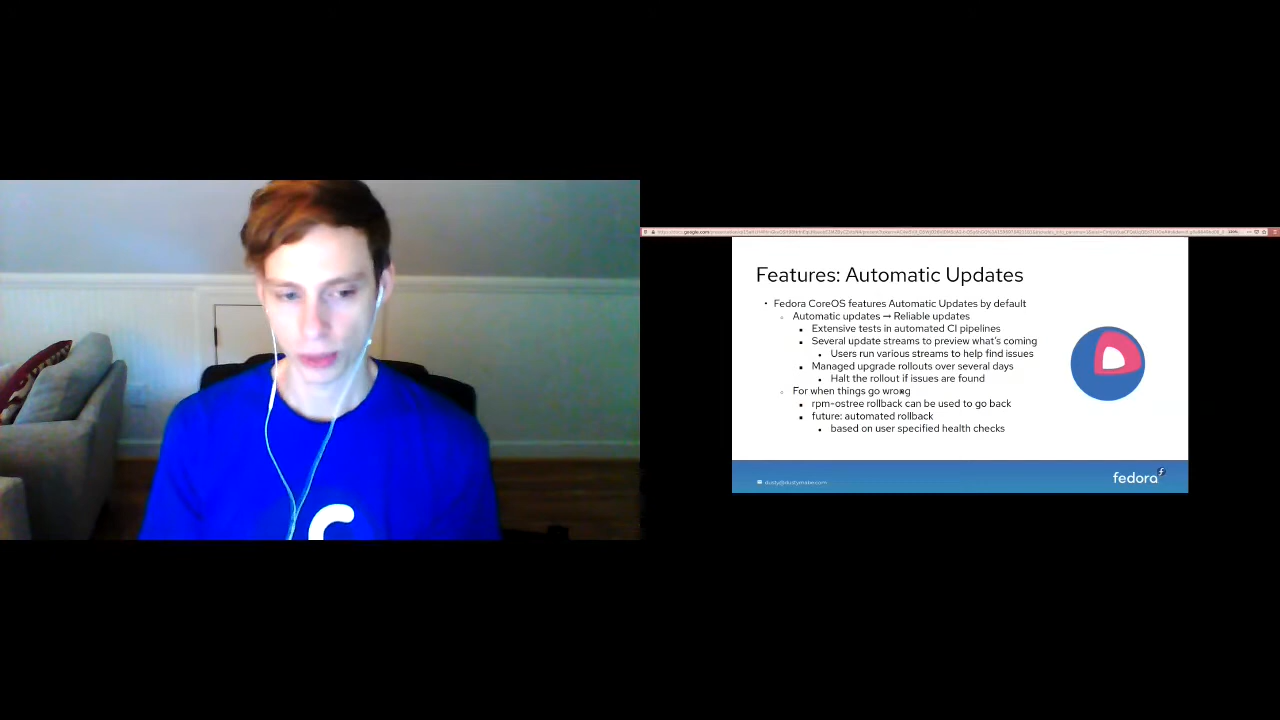 Features: Automatic Updates
• Fedora CoreOS features Automatic Updates by default
○ Automatic updates → Reliable updates
■ Extensive tests in automated CI pipelines
■ Several update streams to preview what's coming
• Users run various streams to help find issues
■ Managed upgrade rollouts over several days
• Halt the rollout if issues are found
○ For when things go wrong
■ rpm-ostree rollback can be used to go back
■ future: automated rollback
• based on user specified health checks
dusty@dustymabe.com
fedora